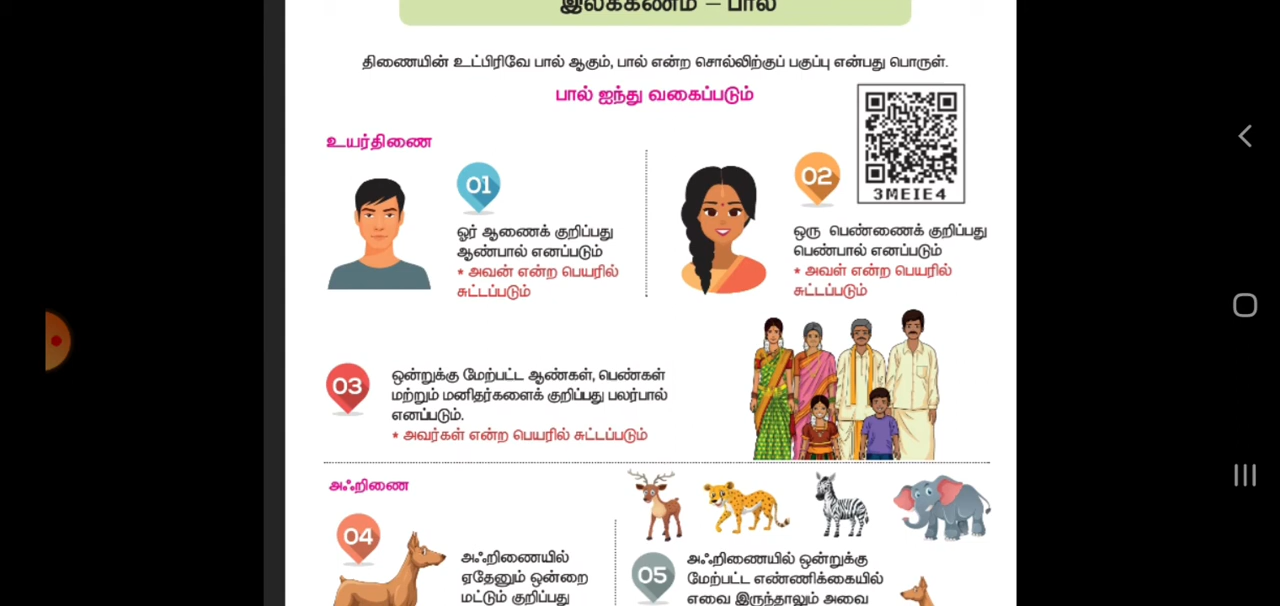 இலக்கணம் – பால்
திணையின் உட்பிரிவே பால் ஆகும், பால் என்ற சொல்லிற்குப் பகுப்பு என்பது பொருள்.
பால் ஐந்து வகைப்படும்
உயர்திணை
01
ஓர் ஆணைக் குறிப்பது
ஆண்பால் எனப்படும்
* அவன் என்ற பெயரில்
சுட்டப்படும்
02
ஒரு பெண்ணைக் குறிப்பது
பெண்பால் எனப்படும்
* அவள் என்ற பெயரில்
சுட்டப்படும்
3MEIE4
03
ஒன்றுக்கு மேற்பட்ட ஆண்கள், பெண்கள்
மற்றும் மனிதர்களைக் குறிப்பது பலர்பால்
எனப்படும்.
* அவர்கள் என்ற பெயரில் சுட்டப்படும்
அஃறிணை
04
அஃறிணையில்
ஏதேனும் ஒன்றை
மட்டும் குறிப்பது
05
அஃறிணையில் ஒன்றுக்கு
மேற்பட்ட எண்ணிக்கையில்
எவை இருந்தாலும் அவை